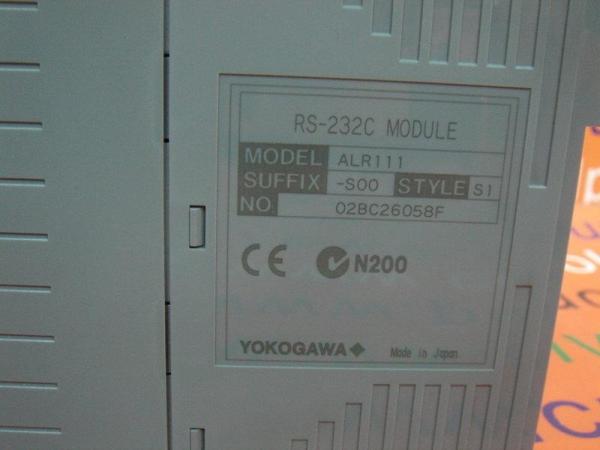 RS-232C MODULE
MODEL ALR111
SUFFIX -S00 STYLE S1
NO. 02BC26058F
CE N200
YOKOGAWA Made in Japan